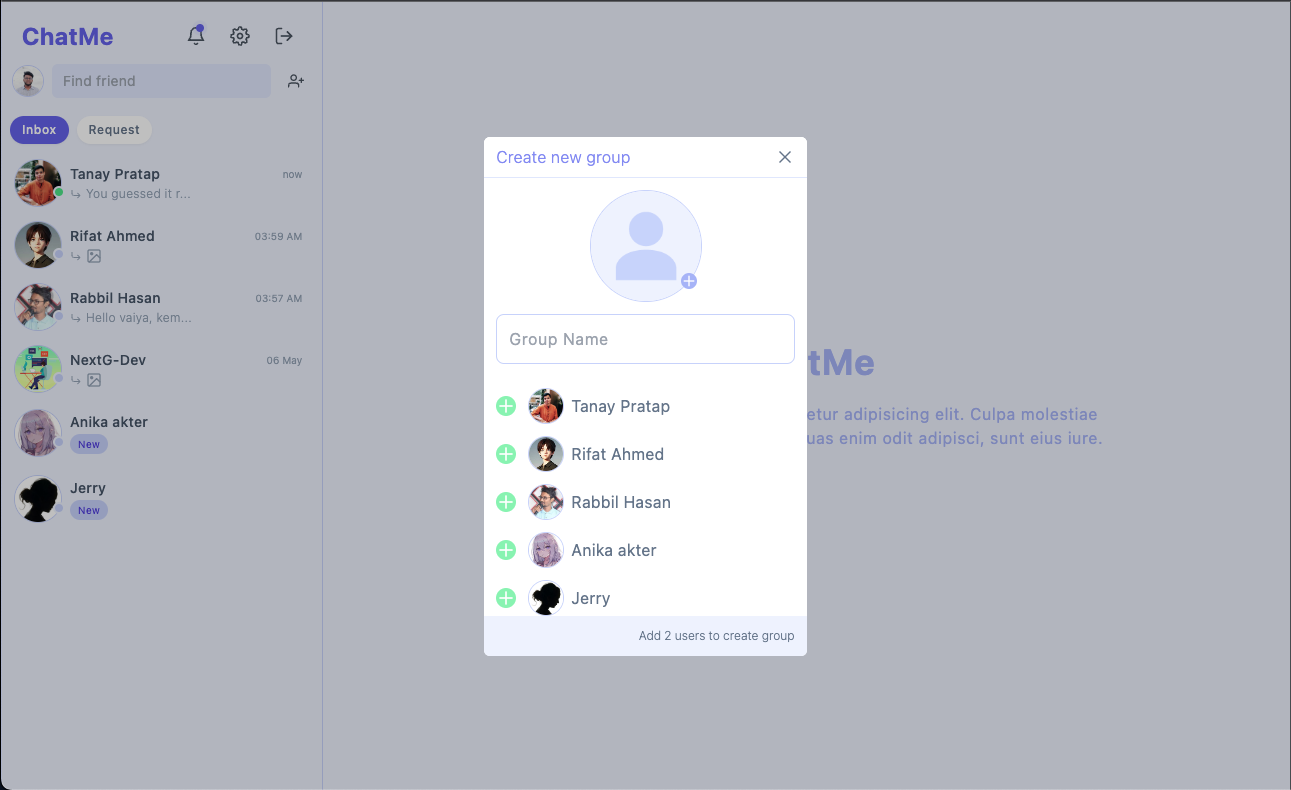 ChatMe
Find friend
Inbox
Request
Tanay Pratap
now
You guessed it r...
Rifat Ahmed
03:59 AM
Rabbil Hasan
03:57 AM
Hello vaiya, kem...
NextG-Dev
06 May
Anika akter
New
Jerry
New
Create new group
Group Name
Tanay Pratap
Rifat Ahmed
Rabbil Hasan
Anika akter
Jerry
Add 2 users to create group
tMe
etur adipisicing elit. Culpa molestiae
uas enim odit adipisci, sunt eius iure.